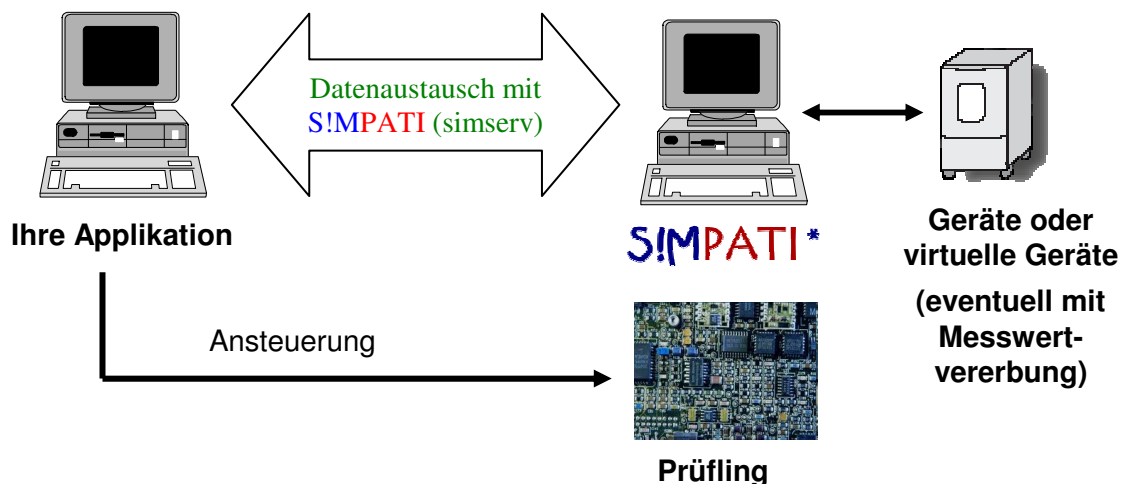 Datenaustausch mit
S!MPATI (simserv)
Ihre Applikation
S!MPATI*
Geräte oder
virtuelle Geräte
(eventuell mit
Messwert-
vererbung)
Ansteuerung
Prüfling